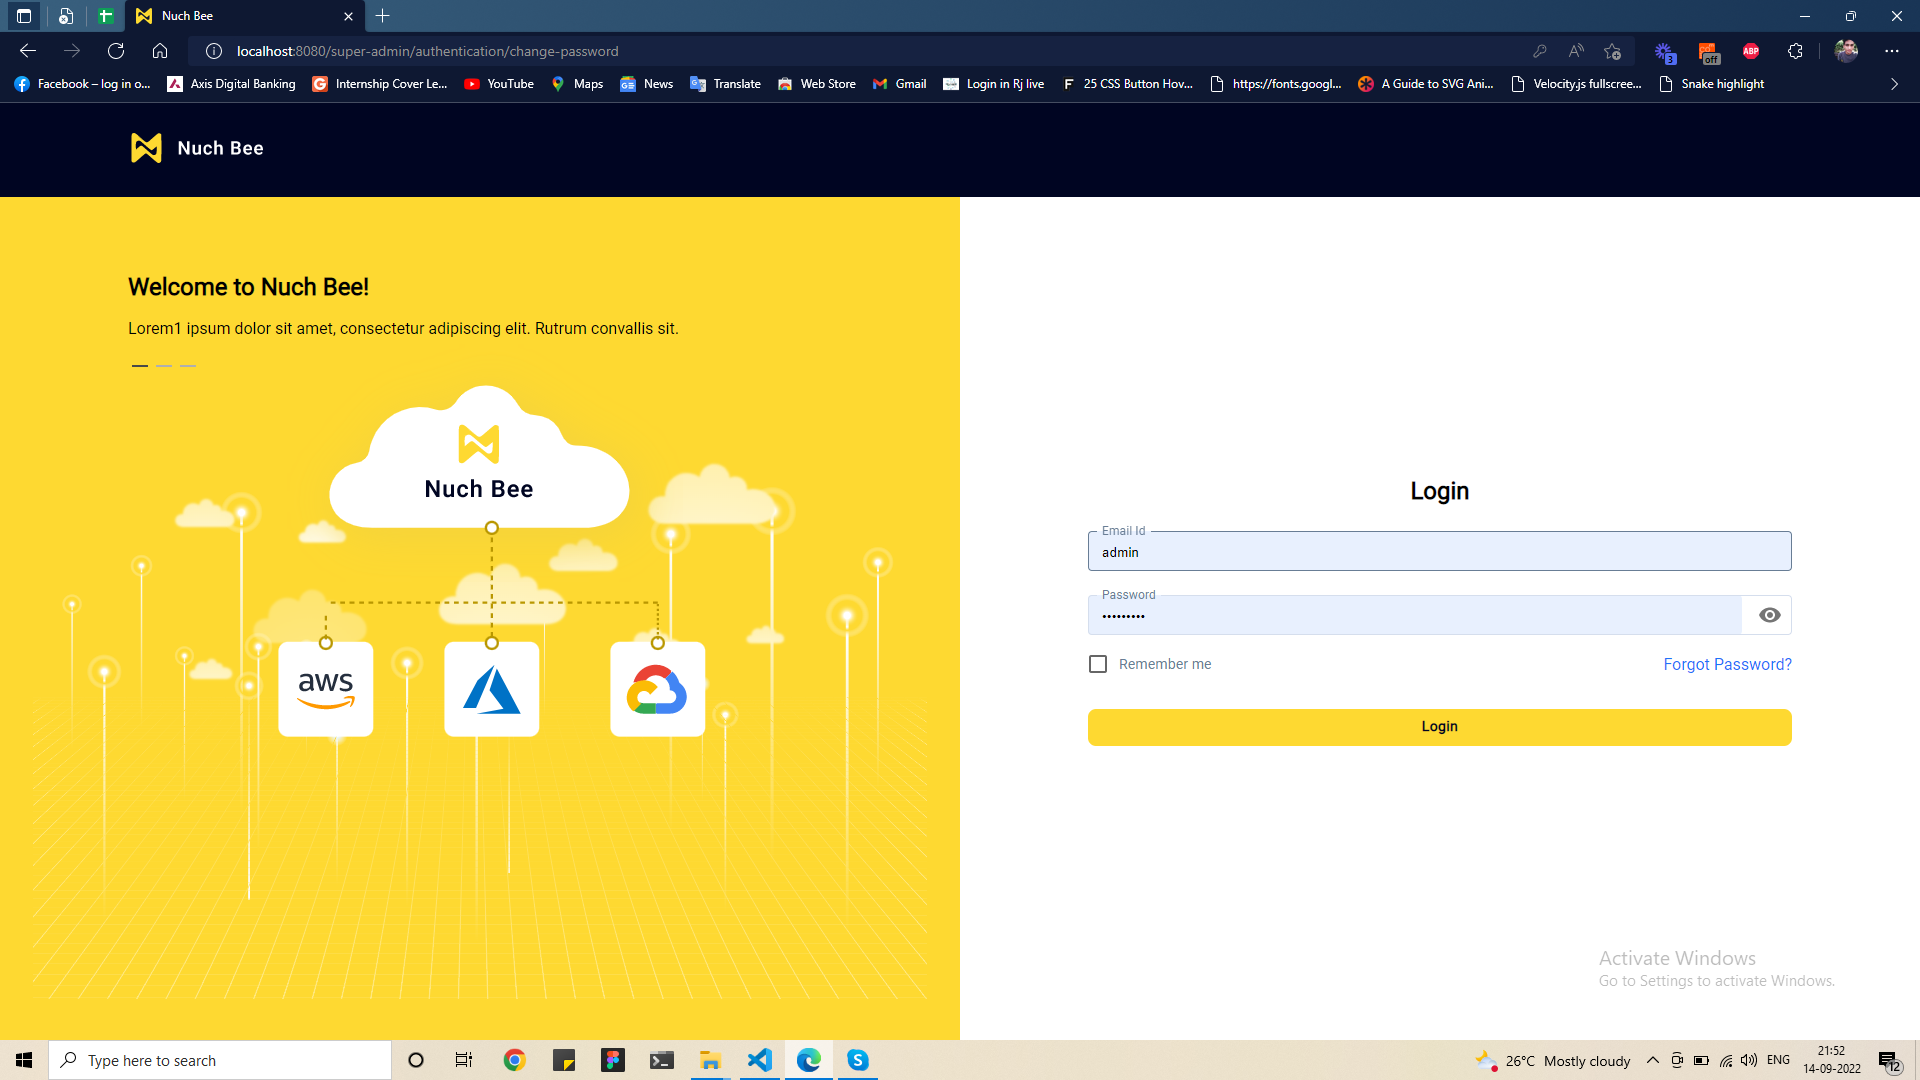 Nuch Bee
localhost:8080/super-admin/authentication/change-password
3
off
ABP
Facebook – log in o...
Axis Digital Banking
Internship Cover Le...
YouTube
Maps
News
Translate
Web Store
Gmail
Login in Rj live
F
25 CSS Button Hov...
https://fonts.googl...
A Guide to SVG Ani...
Velocity.js fullscree...
Snake highlight
Nuch Bee
Welcome to Nuch Bee!
Lorem1 ipsum dolor sit amet, consectetur adipiscing elit. Rutrum convallis sit.
Nuch Bee
aws
Login
Email Id
admin
Password
•••••••••
Remember me
Forgot Password?
Login
Activate Windows
Go to Settings to activate Windows.
Type here to search
26°C Mostly cloudy
ENG
21:52
14-09-2022
12